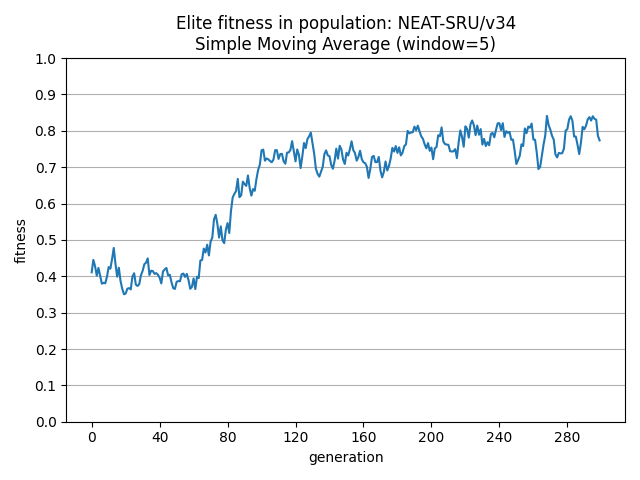 Elite fitness in population: NEAT-SRU/v34
Simple Moving Average (window=5)
1.0
0.9
0.8
0.7
0.6
0.5
0.4
0.3
0.2
0.1
0.0
fitness
0 40 80 120 160 200 240 280
generation